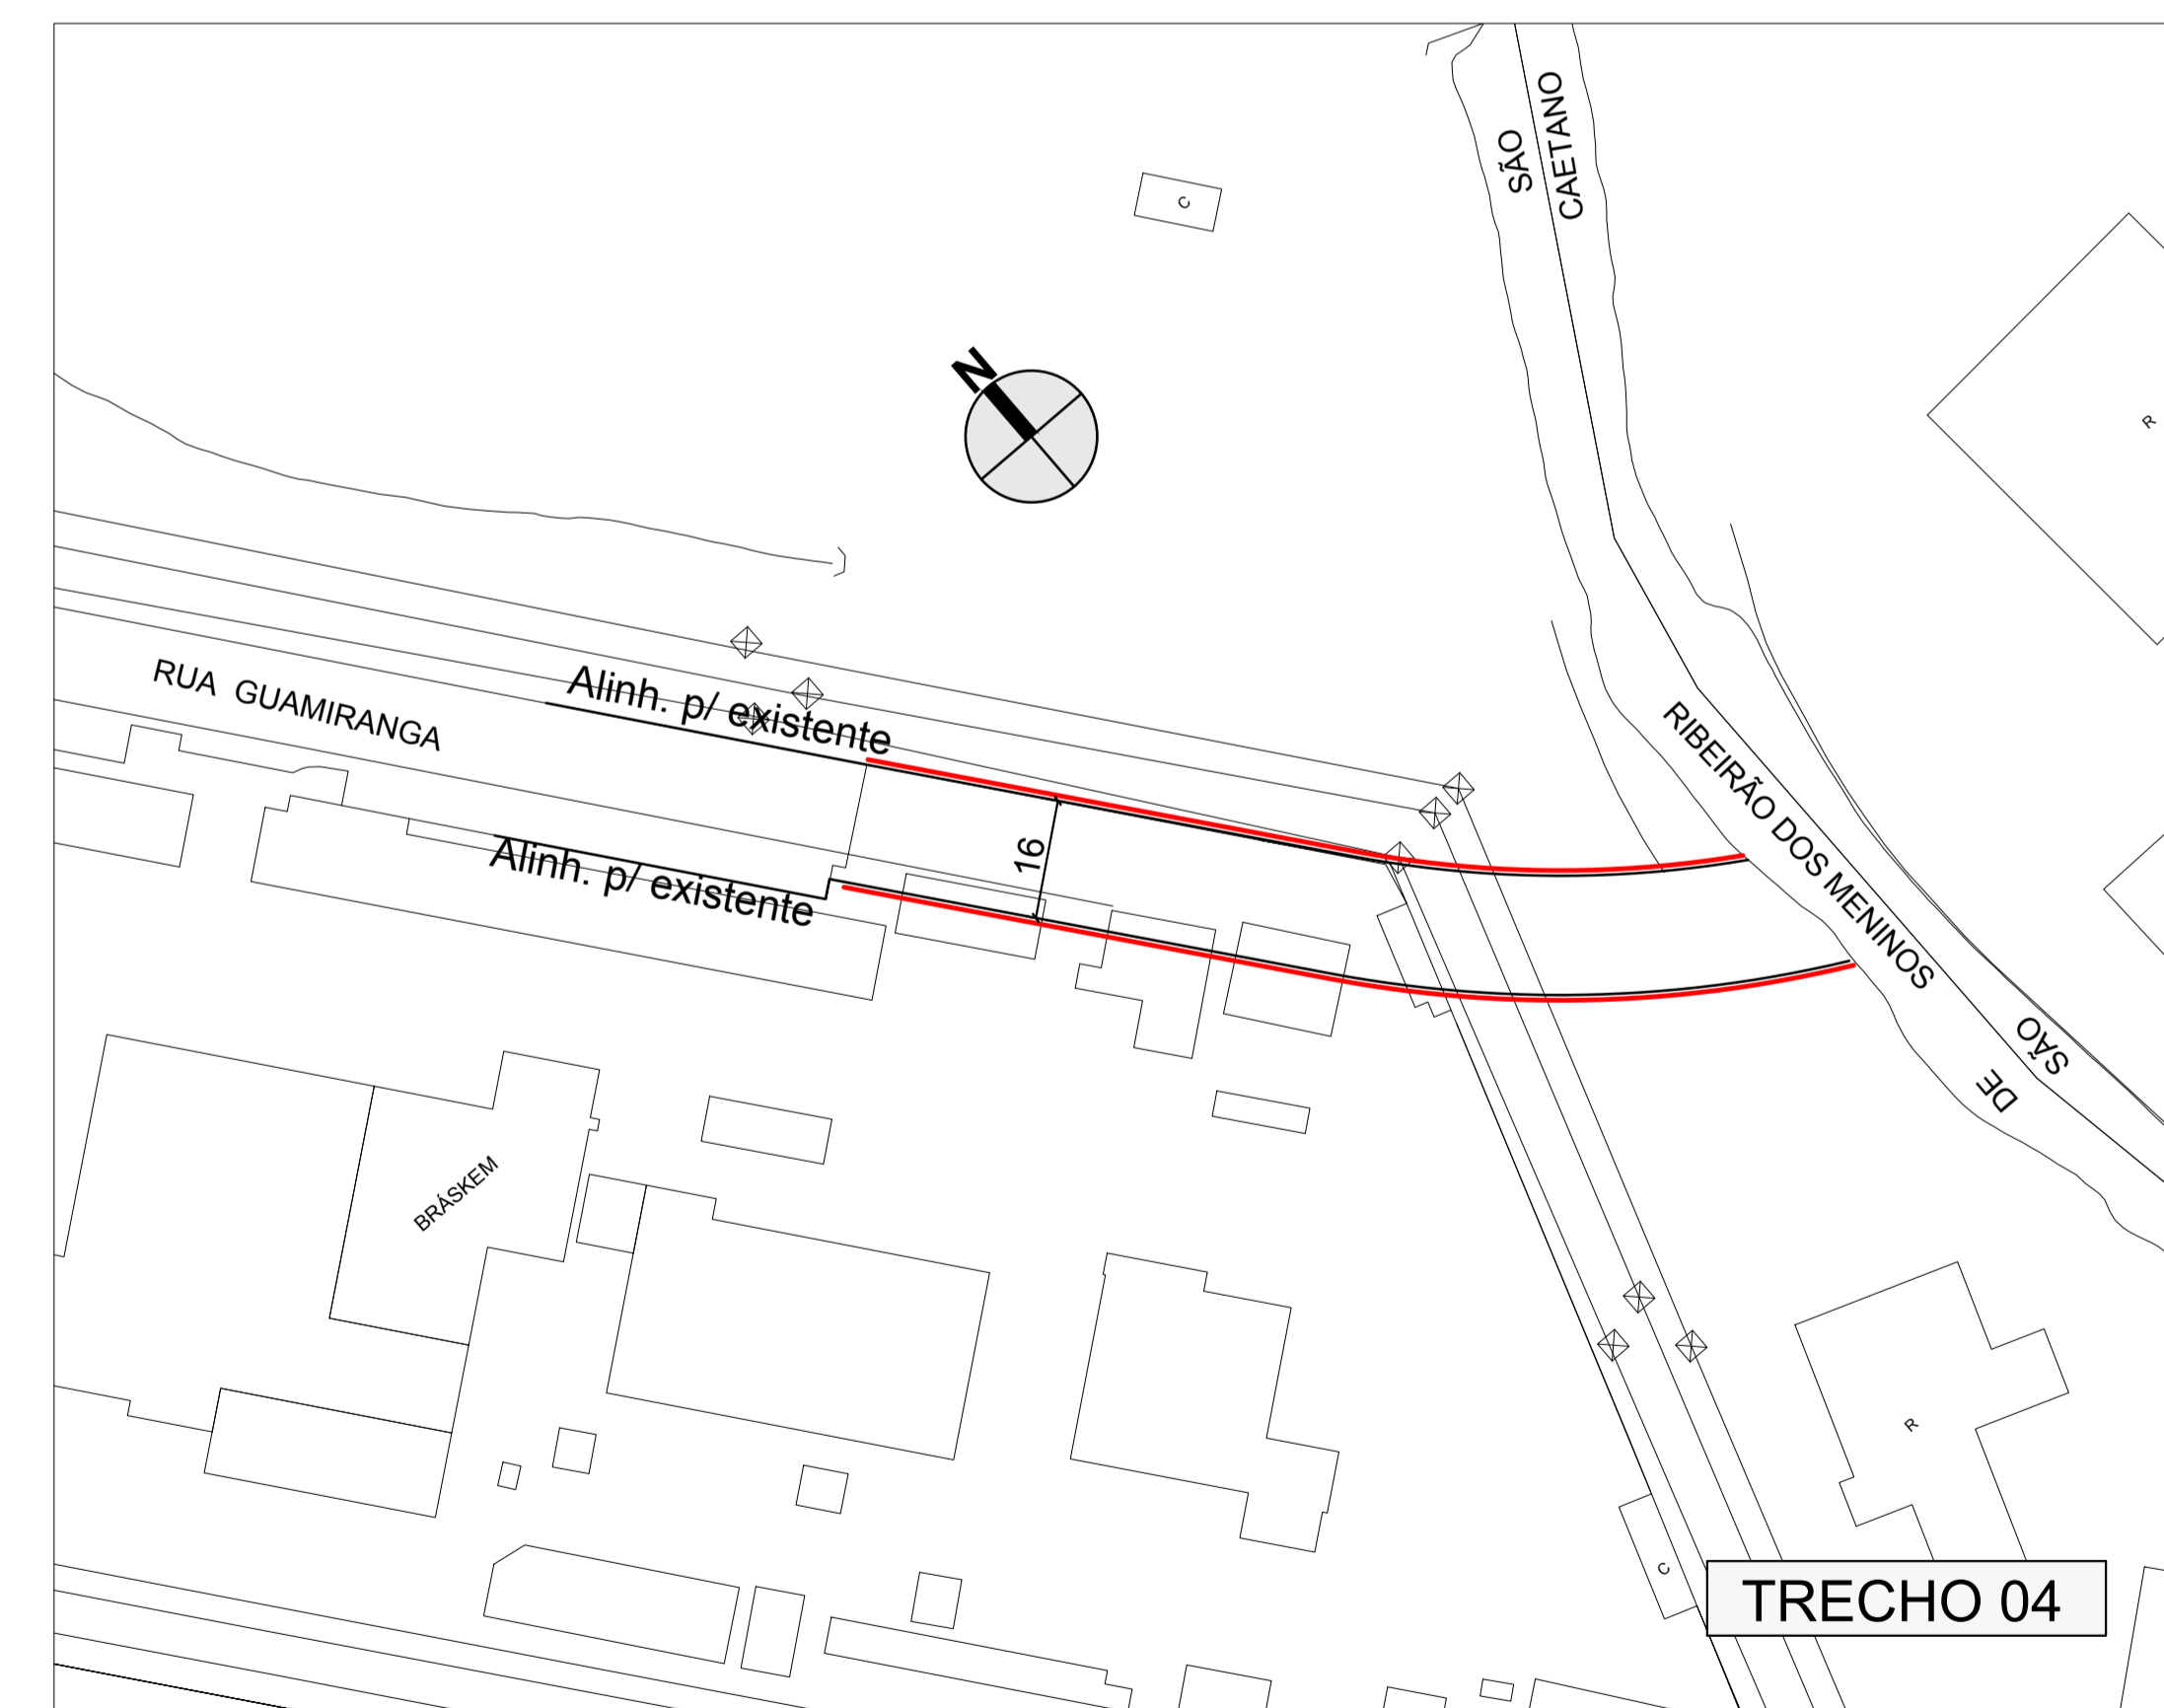 SÃO
CAETANO
C
N
R
RUA GUAMIRANGA
Alinh. p/ existente
RIBEIRÃO DOS MENINOS
16
Alinh. p/ existente
SÃO
DE
BRÁSKEM
R
C
TRECHO 04